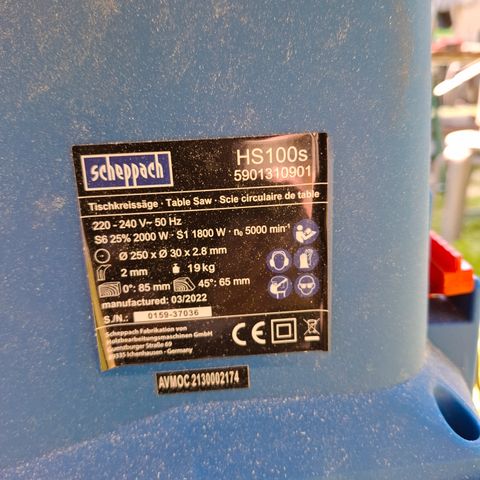 scheppach
HS100s
5901310901
Tischkreissäge · Table Saw · Scie circulaire de table
220 - 240 V~ 50 Hz
S6 25% 2000 W · S1 1800 W · n₀ 5000 min⁻¹
Ø 250 x Ø 30 x 2.8 mm
2 mm 19 kg
0°: 85 mm 45°: 65 mm
manufactured: 03/2022
S./N.: 0159-37036
Scheppach Fabrikation von
Holzbearbeitungsmaschinen GmbH
Guenzburger Straße 69
89335 Ichenhausen - Germany
CE
AVMOC 2130002174